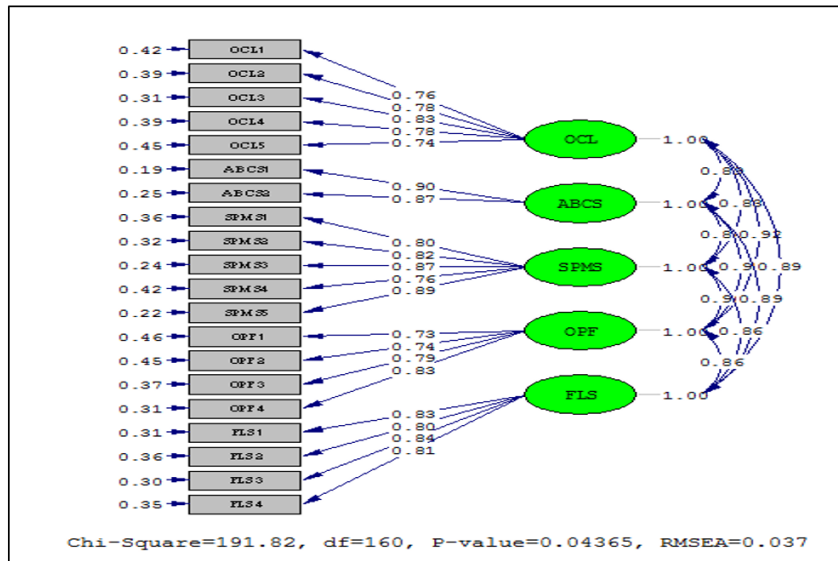 0.42 OCL1
0.39 OCL2
0.31 OCL3
0.39 OCL4
0.45 OCL5
0.19 ABCS1
0.25 ABCS2
0.36 SPMS1
0.32 SPMS2
0.24 SPMS3
0.42 SPMS4
0.22 SPMS5
0.46 OPF1
0.45 OPF2
0.37 OPF3
0.31 OPF4
0.31 FLS1
0.36 FLS2
0.30 FLS3
0.35 FLS4
0.76
0.78
0.83
0.78
0.74
0.90
0.87
0.80
0.82
0.87
0.76
0.89
0.73
0.74
0.79
0.83
0.83
0.80
0.84
0.81
OCL 1.00
ABCS 1.00
SPMS 1.00
OPF 1.00
FLS 1.00
0.92
0.89
0.89
0.86
0.86
Chi-Square=191.82, df=160, P-value=0.04365, RMSEA=0.037